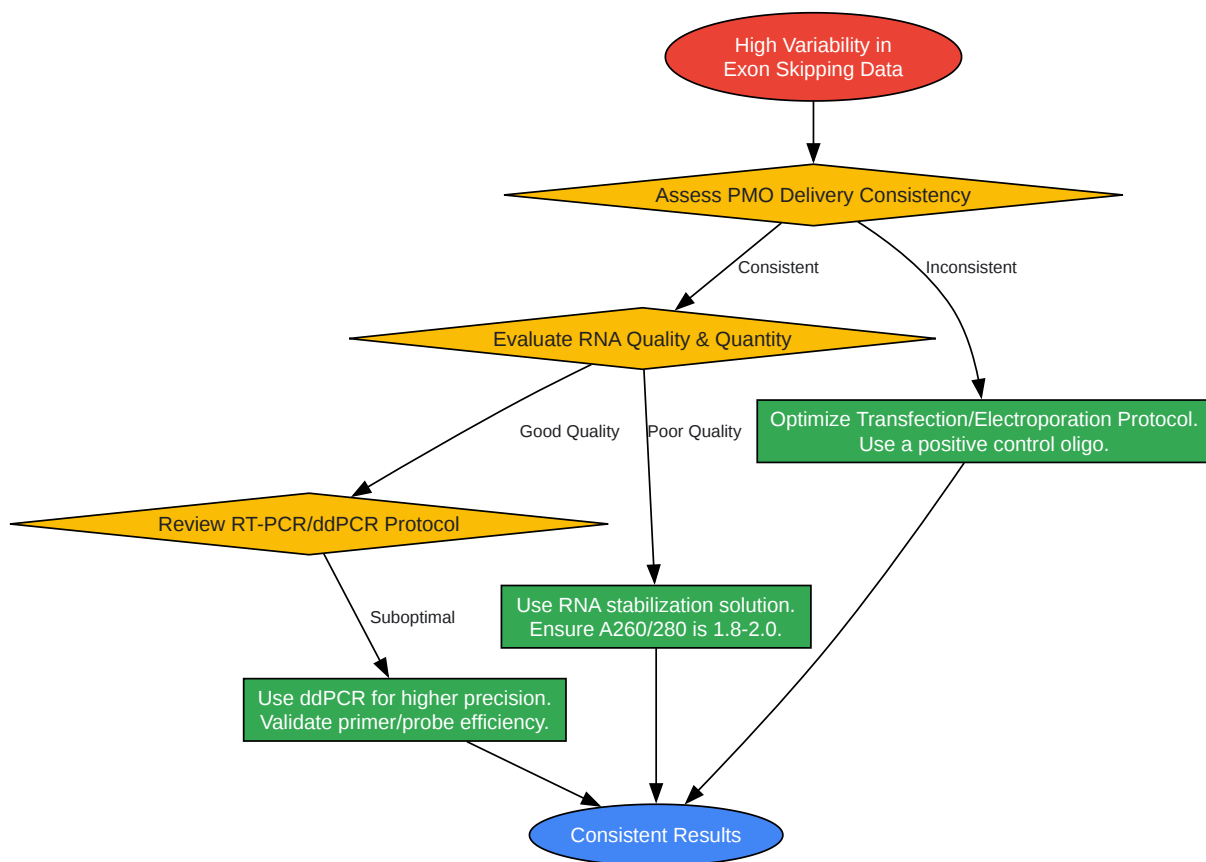 High Variability in
Exon Skipping Data
Assess PMO Delivery Consistency
Consistent
Inconsistent
Evaluate RNA Quality & Quantity
Optimize Transfection/Electroporation Protocol.
Use a positive control oligo.
Good Quality
Poor Quality
Review RT-PCR/ddPCR Protocol
Use RNA stabilization solution.
Ensure A260/280 is 1.8-2.0.
Suboptimal
Use ddPCR for higher precision.
Validate primer/probe efficiency.
Consistent Results